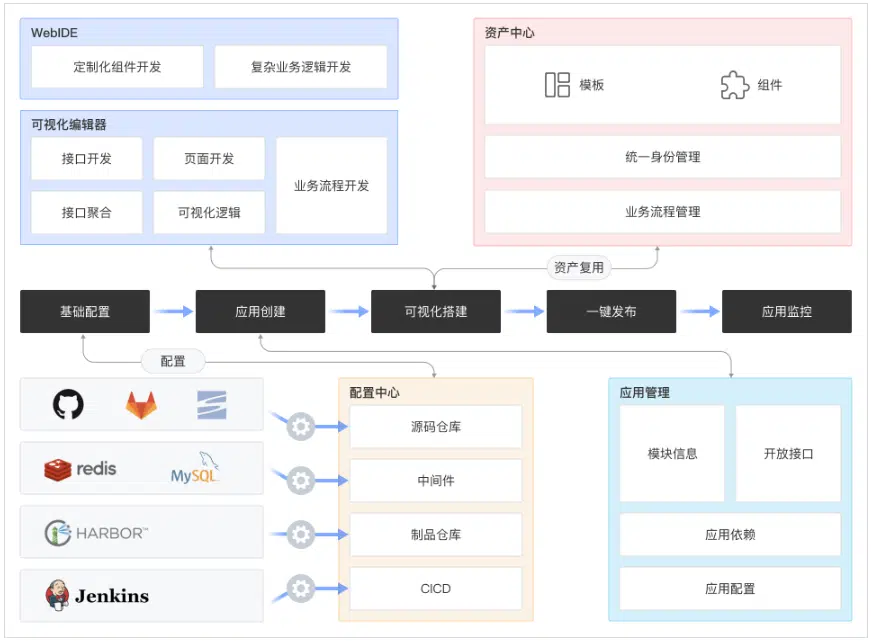 WebIDE
定制化组件开发
复杂业务逻辑开发
可视化编辑器
接口开发
页面开发
业务流程开发
接口聚合
可视化逻辑
资产中心
模板
组件
统一身份管理
业务流程管理
资产复用
基础配置
应用创建
可视化搭建
一键发布
应用监控
配置
redis
MySQL
HARBOR™
Jenkins
配置中心
源码仓库
中间件
制品仓库
CICD
应用管理
模块信息
开放接口
应用依赖
应用配置